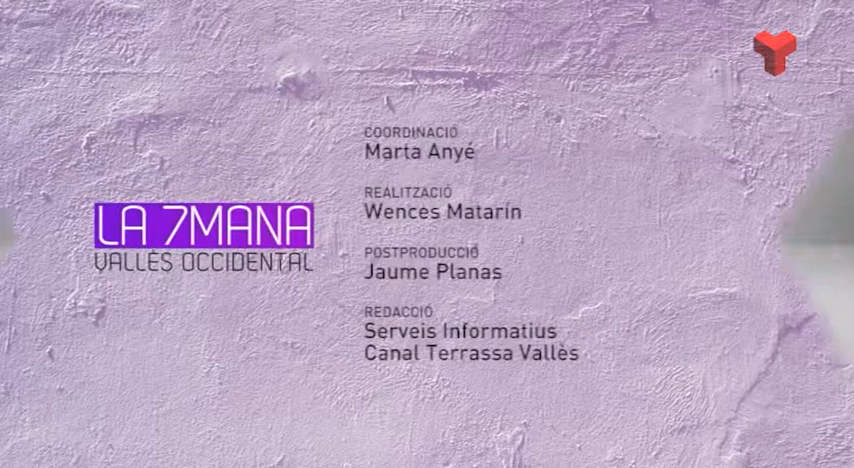 LA 7MANA
VALLÈS OCCIDENTAL
COORDINACIÓ
Marta Anyé
REALITZACIÓ
Wences Matarín
POSTPRODUCCIÓ
Jaume Planas
REDACCIÓ
Serveis Informatius
Canal Terrassa Vallès